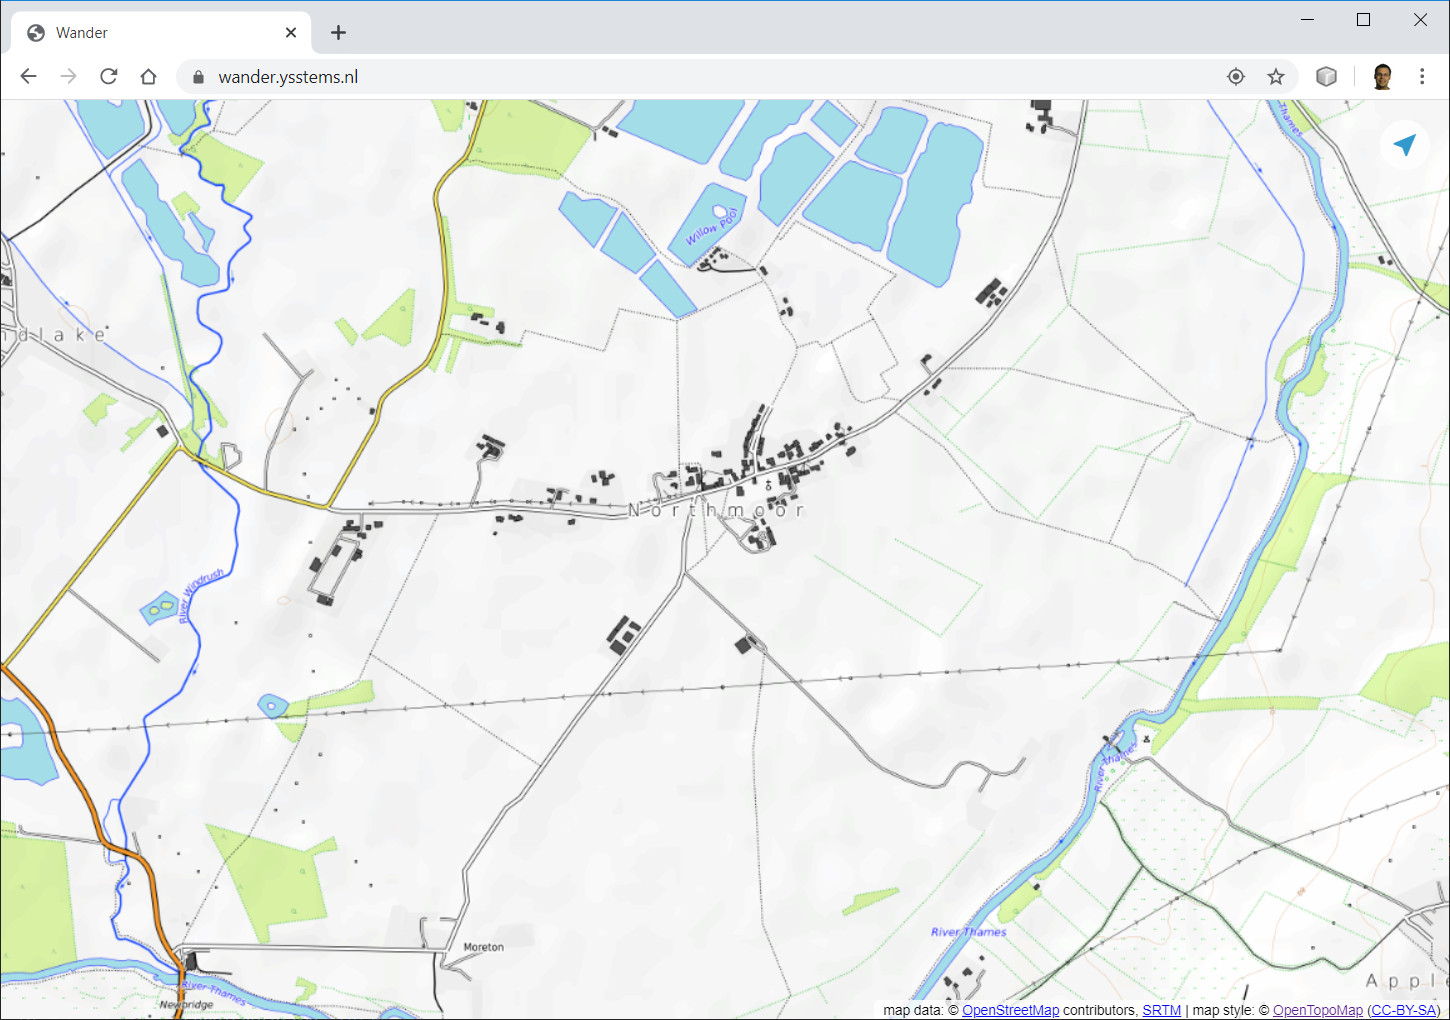 Wander
wander.ysstems.nl
Thames
Willow Pool
ndlake
Northmoor
River Windrush
River Thames
River Thames
Moreton
River Thames
Newbridge
Apple
map data: © OpenStreetMap contributors, SRTM | map style: © OpenTopoMap (CC-BY-SA)